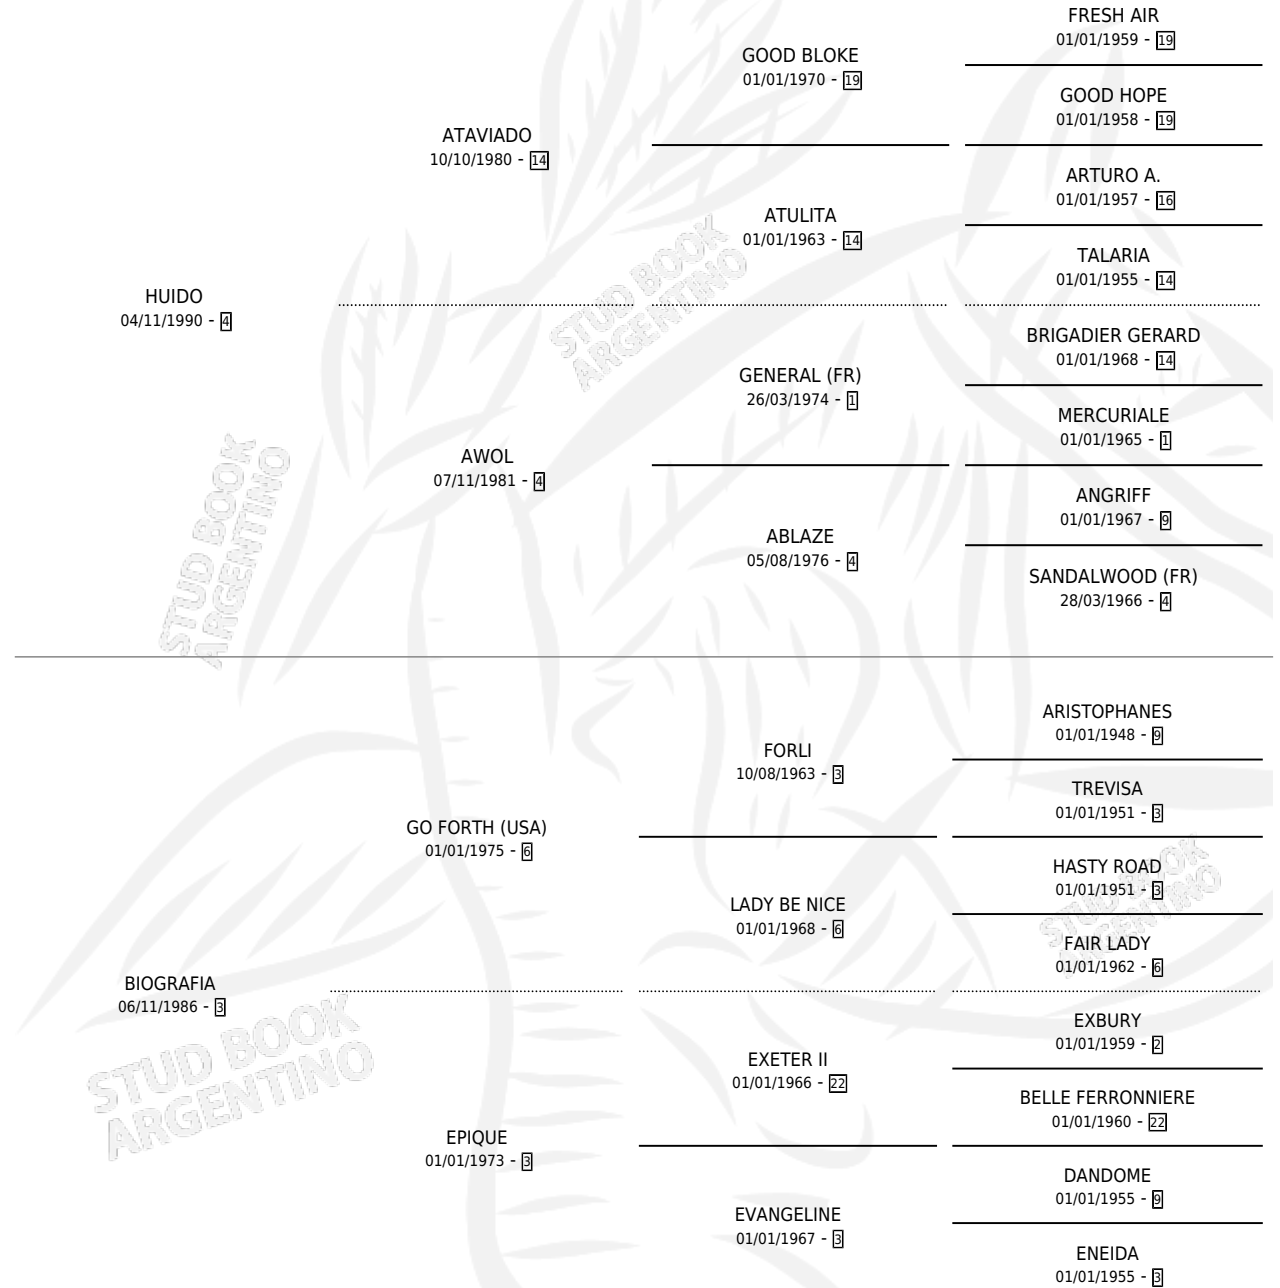 HUIDO
04/11/1990 - 4
ATAVIADO
10/10/1980 - 14
GOOD BLOKE
01/01/1970 - 19
FRESH AIR
01/01/1959 - 19
GOOD HOPE
01/01/1958 - 19
ATULITA
01/01/1963 - 14
ARTURO A.
01/01/1957 - 16
TALARIA
01/01/1955 - 14
AWOL
07/11/1981 - 4
GENERAL (FR)
26/03/1974 - 1
BRIGADIER GERARD
01/01/1968 - 14
MERCURIALE
01/01/1965 - 1
ABLAZE
05/08/1976 - 4
ANGRIFF
01/01/1967 - 9
SANDALWOOD (FR)
28/03/1966 - 4
BIOGRAFIA
06/11/1986 - 3
GO FORTH (USA)
01/01/1975 - 6
FORLI
10/08/1963 - 3
ARISTOPHANES
01/01/1948 - 9
TREVISA
01/01/1951 - 3
LADY BE NICE
01/01/1968 - 6
HASTY ROAD
01/01/1951 - 3
FAIR LADY
01/01/1962 - 6
EPIQUE
01/01/1973 - 3
EXETER II
01/01/1966 - 22
EXBURY
01/01/1959 - 2
BELLE FERRONNIERE
01/01/1960 - 22
EVANGELINE
01/01/1967 - 3
DANDOME
01/01/1955 - 9
ENEIDA
01/01/1955 - 3
STUD BOOK
ARGENTINO
STUD BOOK
ARGENTINO
STUD BOOK
ARGENTINO
STUD BOOK
ARGENTINO